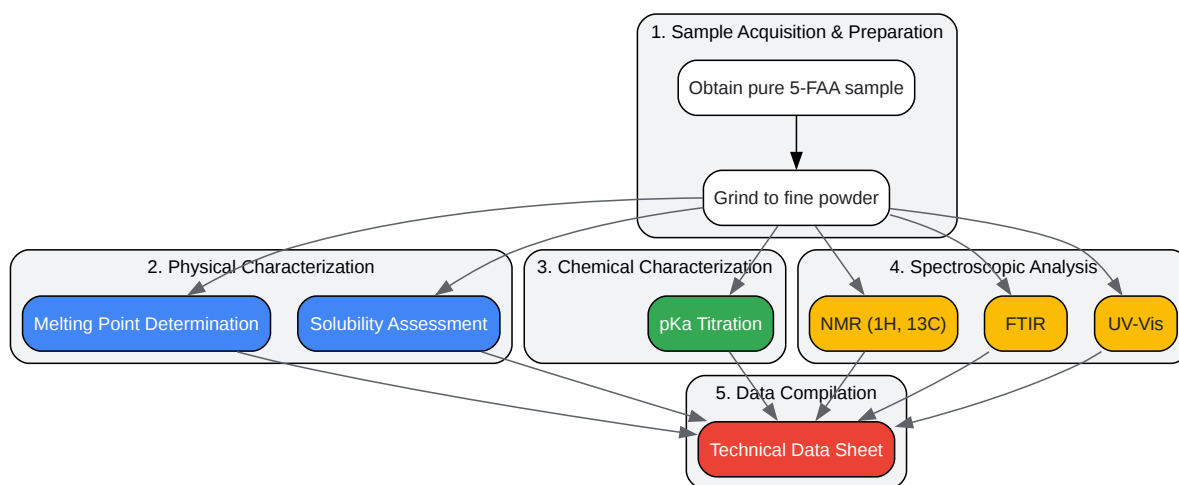 1. Sample Acquisition & Preparation
Obtain pure 5-FAA sample
Grind to fine powder
2. Physical Characterization
3. Chemical Characterization
4. Spectroscopic Analysis
Melting Point Determination
Solubility Assessment
pKa Titration
NMR (1H, 13C)
FTIR
UV-Vis
5. Data Compilation
Technical Data Sheet